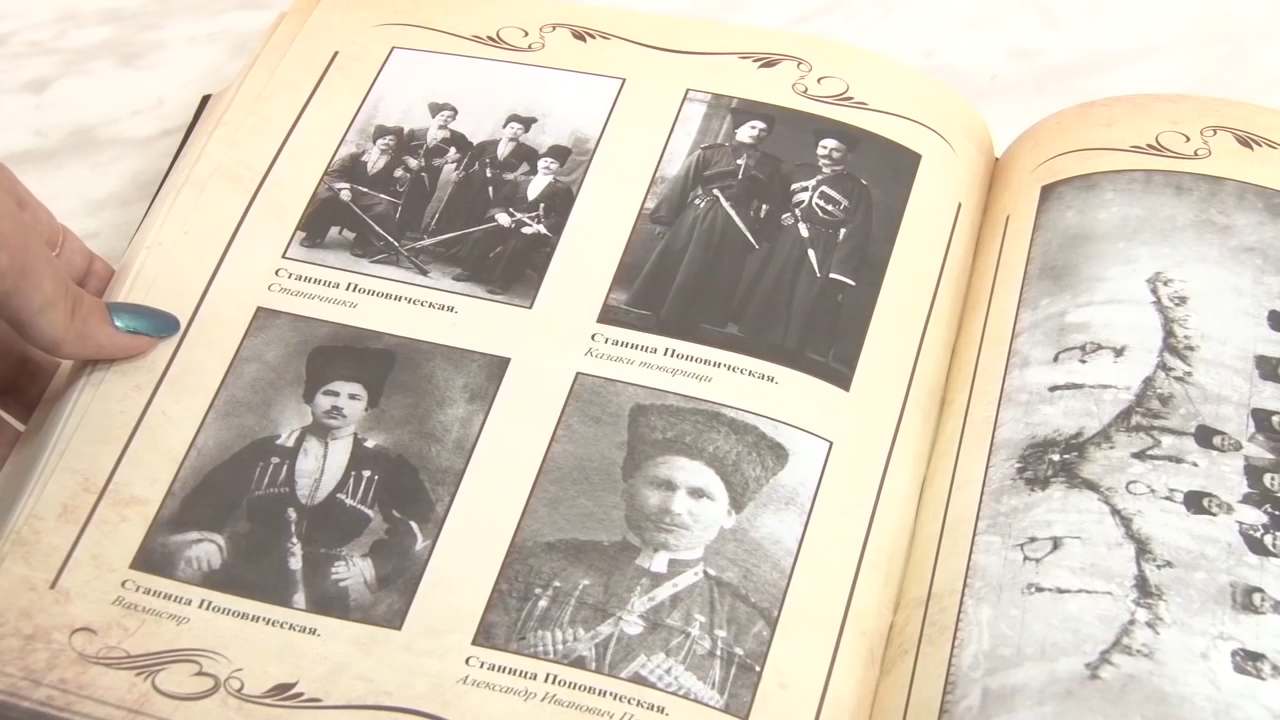 Станица Поповическая.
Станичники
Станица Поповическая.
Казаки товарищи
Станица Поповическая.
Вахмистр
Станица Поповическая.
Александр Иванович